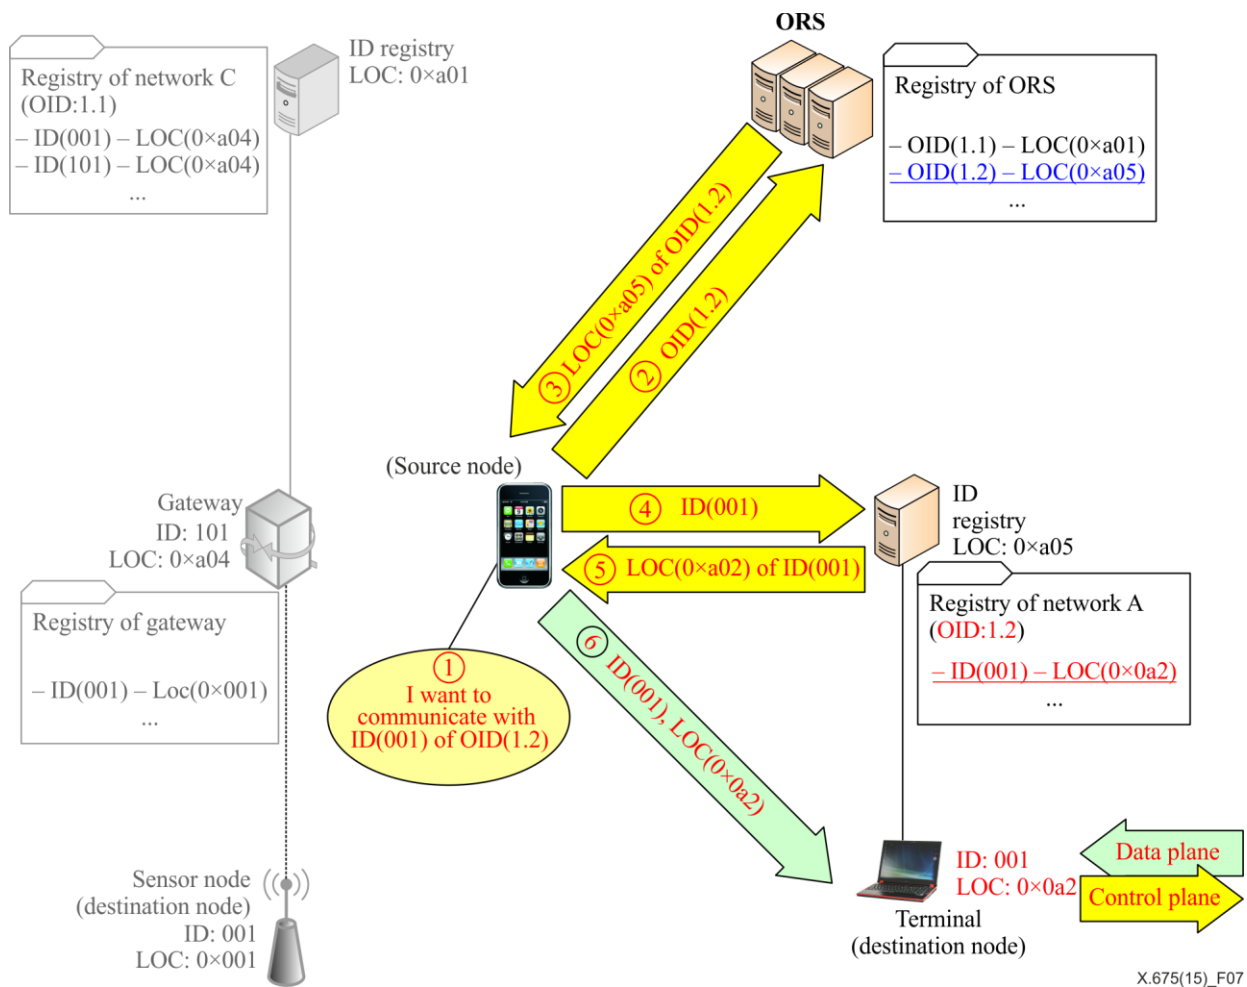 ORS
ID registry
LOC: 0×a01
Registry of network C
(OID:1.1)
– ID(001) – LOC(0×a04)
– ID(101) – LOC(0×a04)
...
Registry of ORS
– OID(1.1) – LOC(0×a01)
– OID(1.2) – LOC(0×a05)
...
3 LOC(0×a05) of OID(1.2)
2 OID(1.2)
(Source node)
Gateway
ID: 101
LOC: 0×a04
4 ID(001)
5 LOC(0×a02) of ID(001)
ID
registry
LOC: 0×a05
Registry of gateway
– ID(001) – Loc(0×001)
...
Registry of network A
(OID:1.2)
– ID(001) – LOC(0×0a2)
...
1
I want to
communicate with
ID(001) of OID(1.2)
6 ID(001), LOC(0×0a2)
Sensor node
(destination node)
ID: 001
LOC: 0×001
ID: 001
LOC: 0×0a2
Terminal
(destination node)
Data plane
Control plane
X.675(15)_F07